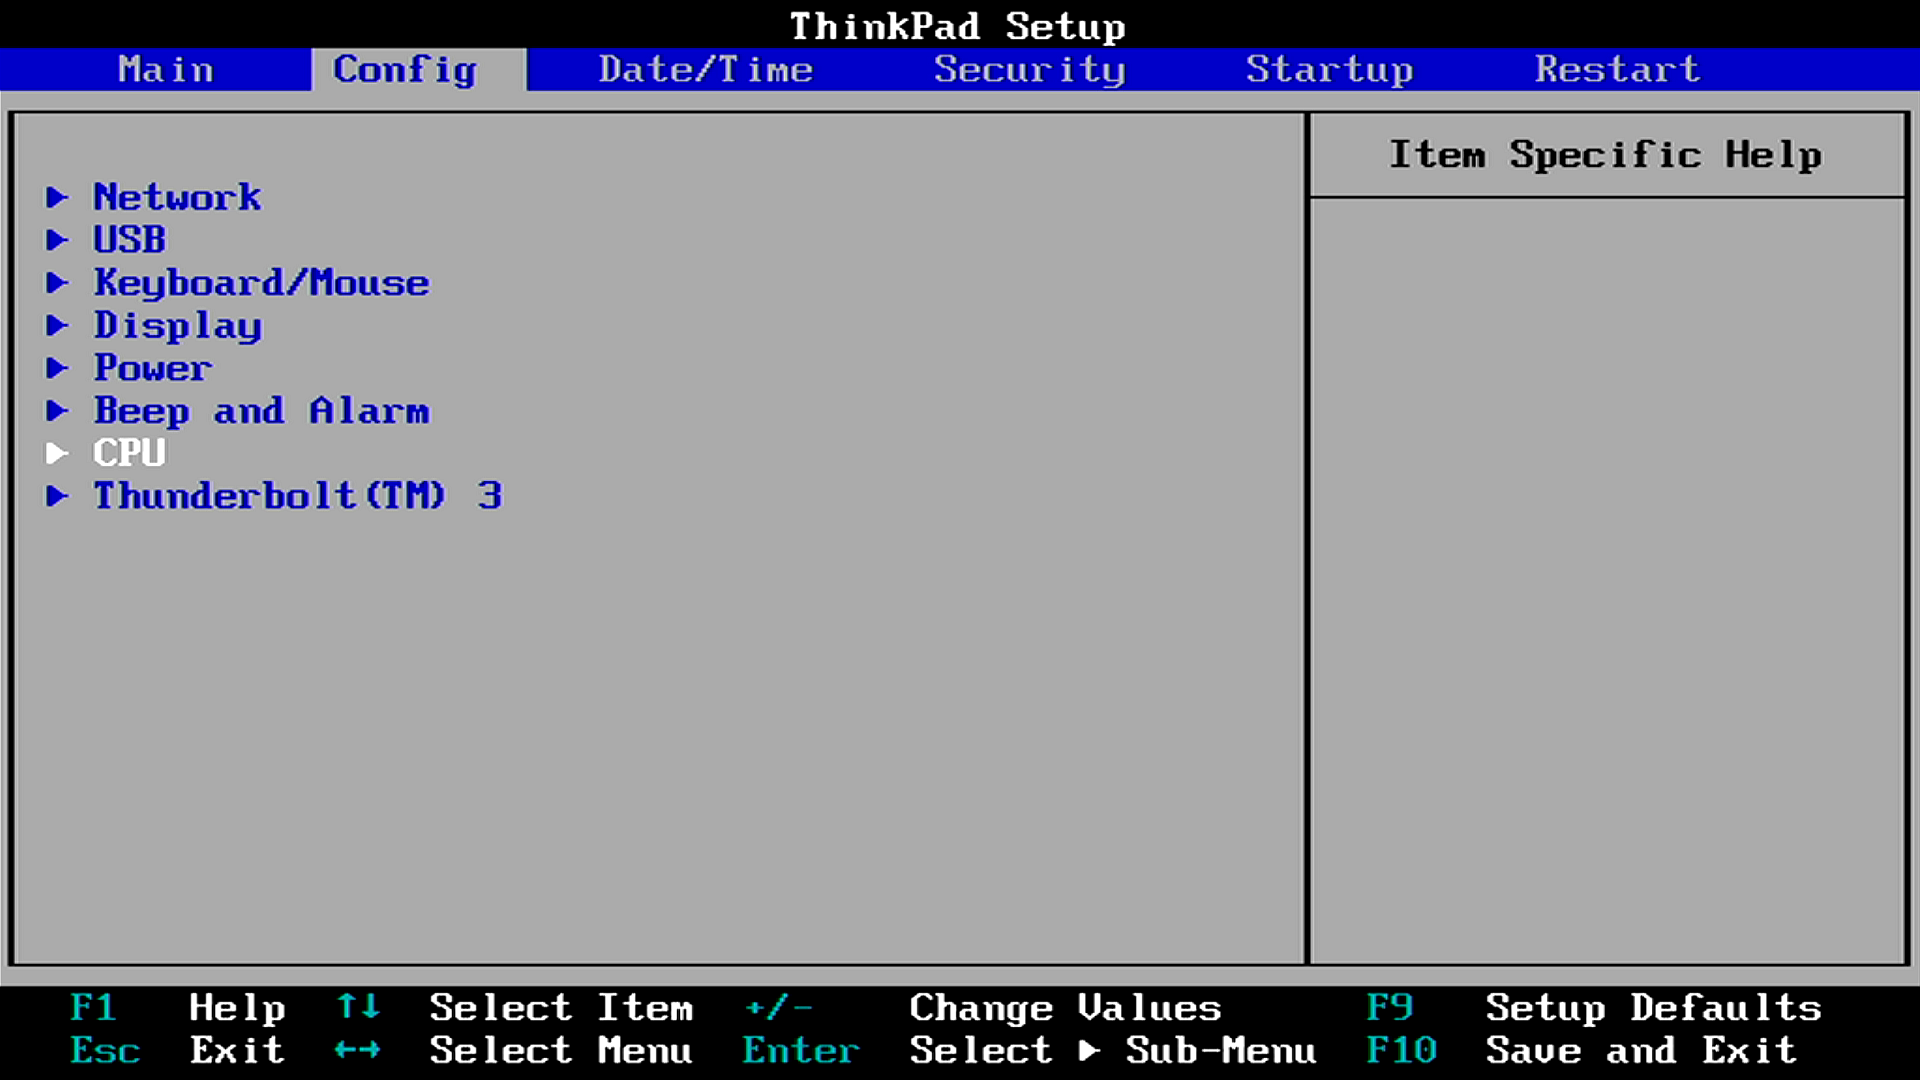 ThinkPad Setup
Main Config Date/Time Security Startup Restart
Item Specific Help
Network
USB
Keyboard/Mouse
Display
Power
Beep and Alarm
CPU
Thunderbolt(TM) 3
F1 Help ↑↓ Select Item +/- Change Values F9 Setup Defaults
Esc Exit ←→ Select Menu Enter Select ▶ Sub-Menu F10 Save and Exit